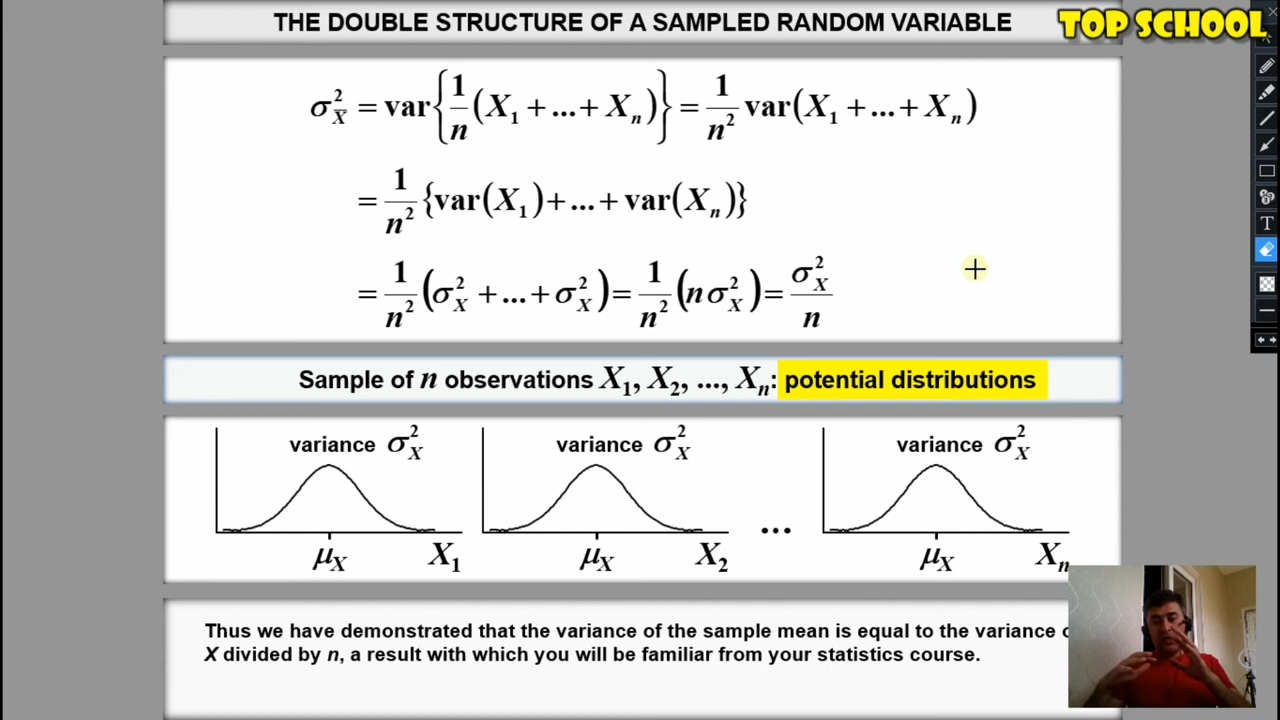 THE DOUBLE STRUCTURE OF A SAMPLED RANDOM VARIABLE
TOP SCHOOL
σ²_X̄ = var{1/n (X₁ + ... + Xₙ)} = 1/n² var(X₁ + ... + Xₙ)
= 1/n² {var(X₁) + ... + var(Xₙ)}
= 1/n² (σ²_X + ... + σ²_X) = 1/n² (nσ²_X) = σ²_X/n
Sample of n observations X₁, X₂, ..., Xₙ: potential distributions
variance σ²_X variance σ²_X variance σ²_X
...
μ_X X₁ μ_X X₂ μ_X Xₙ
Thus we have demonstrated that the variance of the sample mean is equal to the variance
X divided by n, a result with which you will be familiar from your statistics course.
T